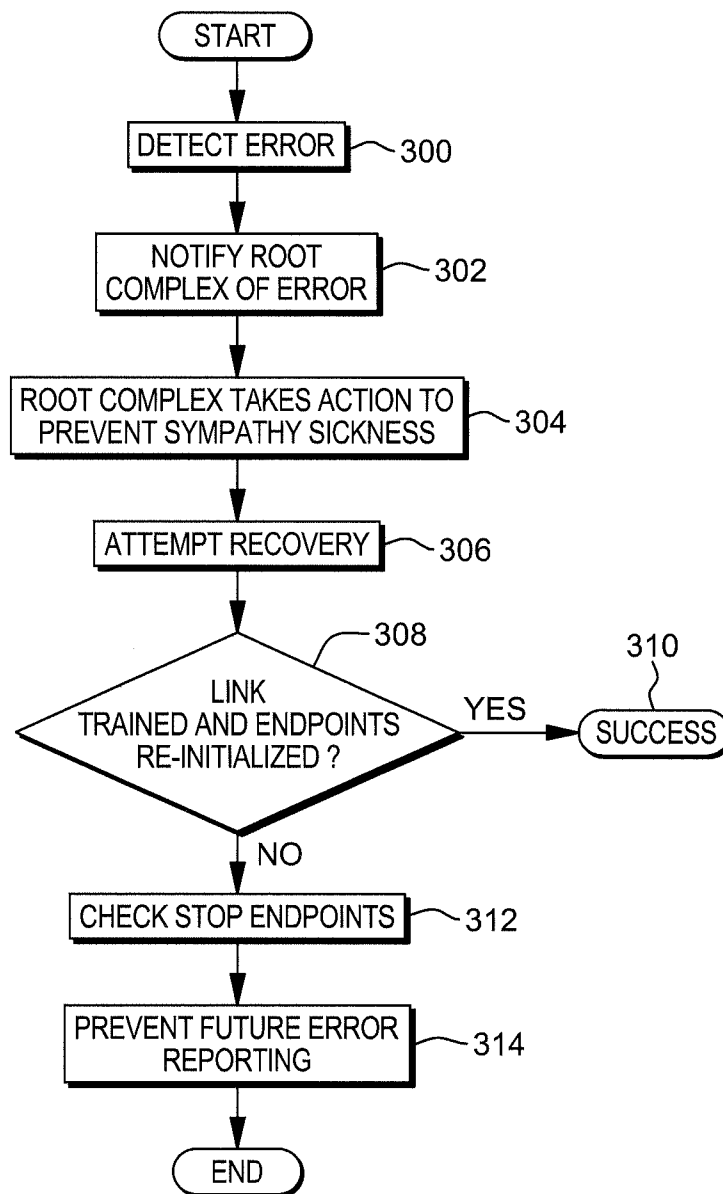 START
DETECT ERROR
300
NOTIFY ROOT
COMPLEX OF ERROR
302
ROOT COMPLEX TAKES ACTION TO
PREVENT SYMPATHY SICKNESS
304
ATTEMPT RECOVERY
306
308
LINK
TRAINED AND ENDPOINTS
RE-INITIALIZED ?
YES
310
SUCCESS
NO
CHECK STOP ENDPOINTS
312
PREVENT FUTURE ERROR
REPORTING
314
END